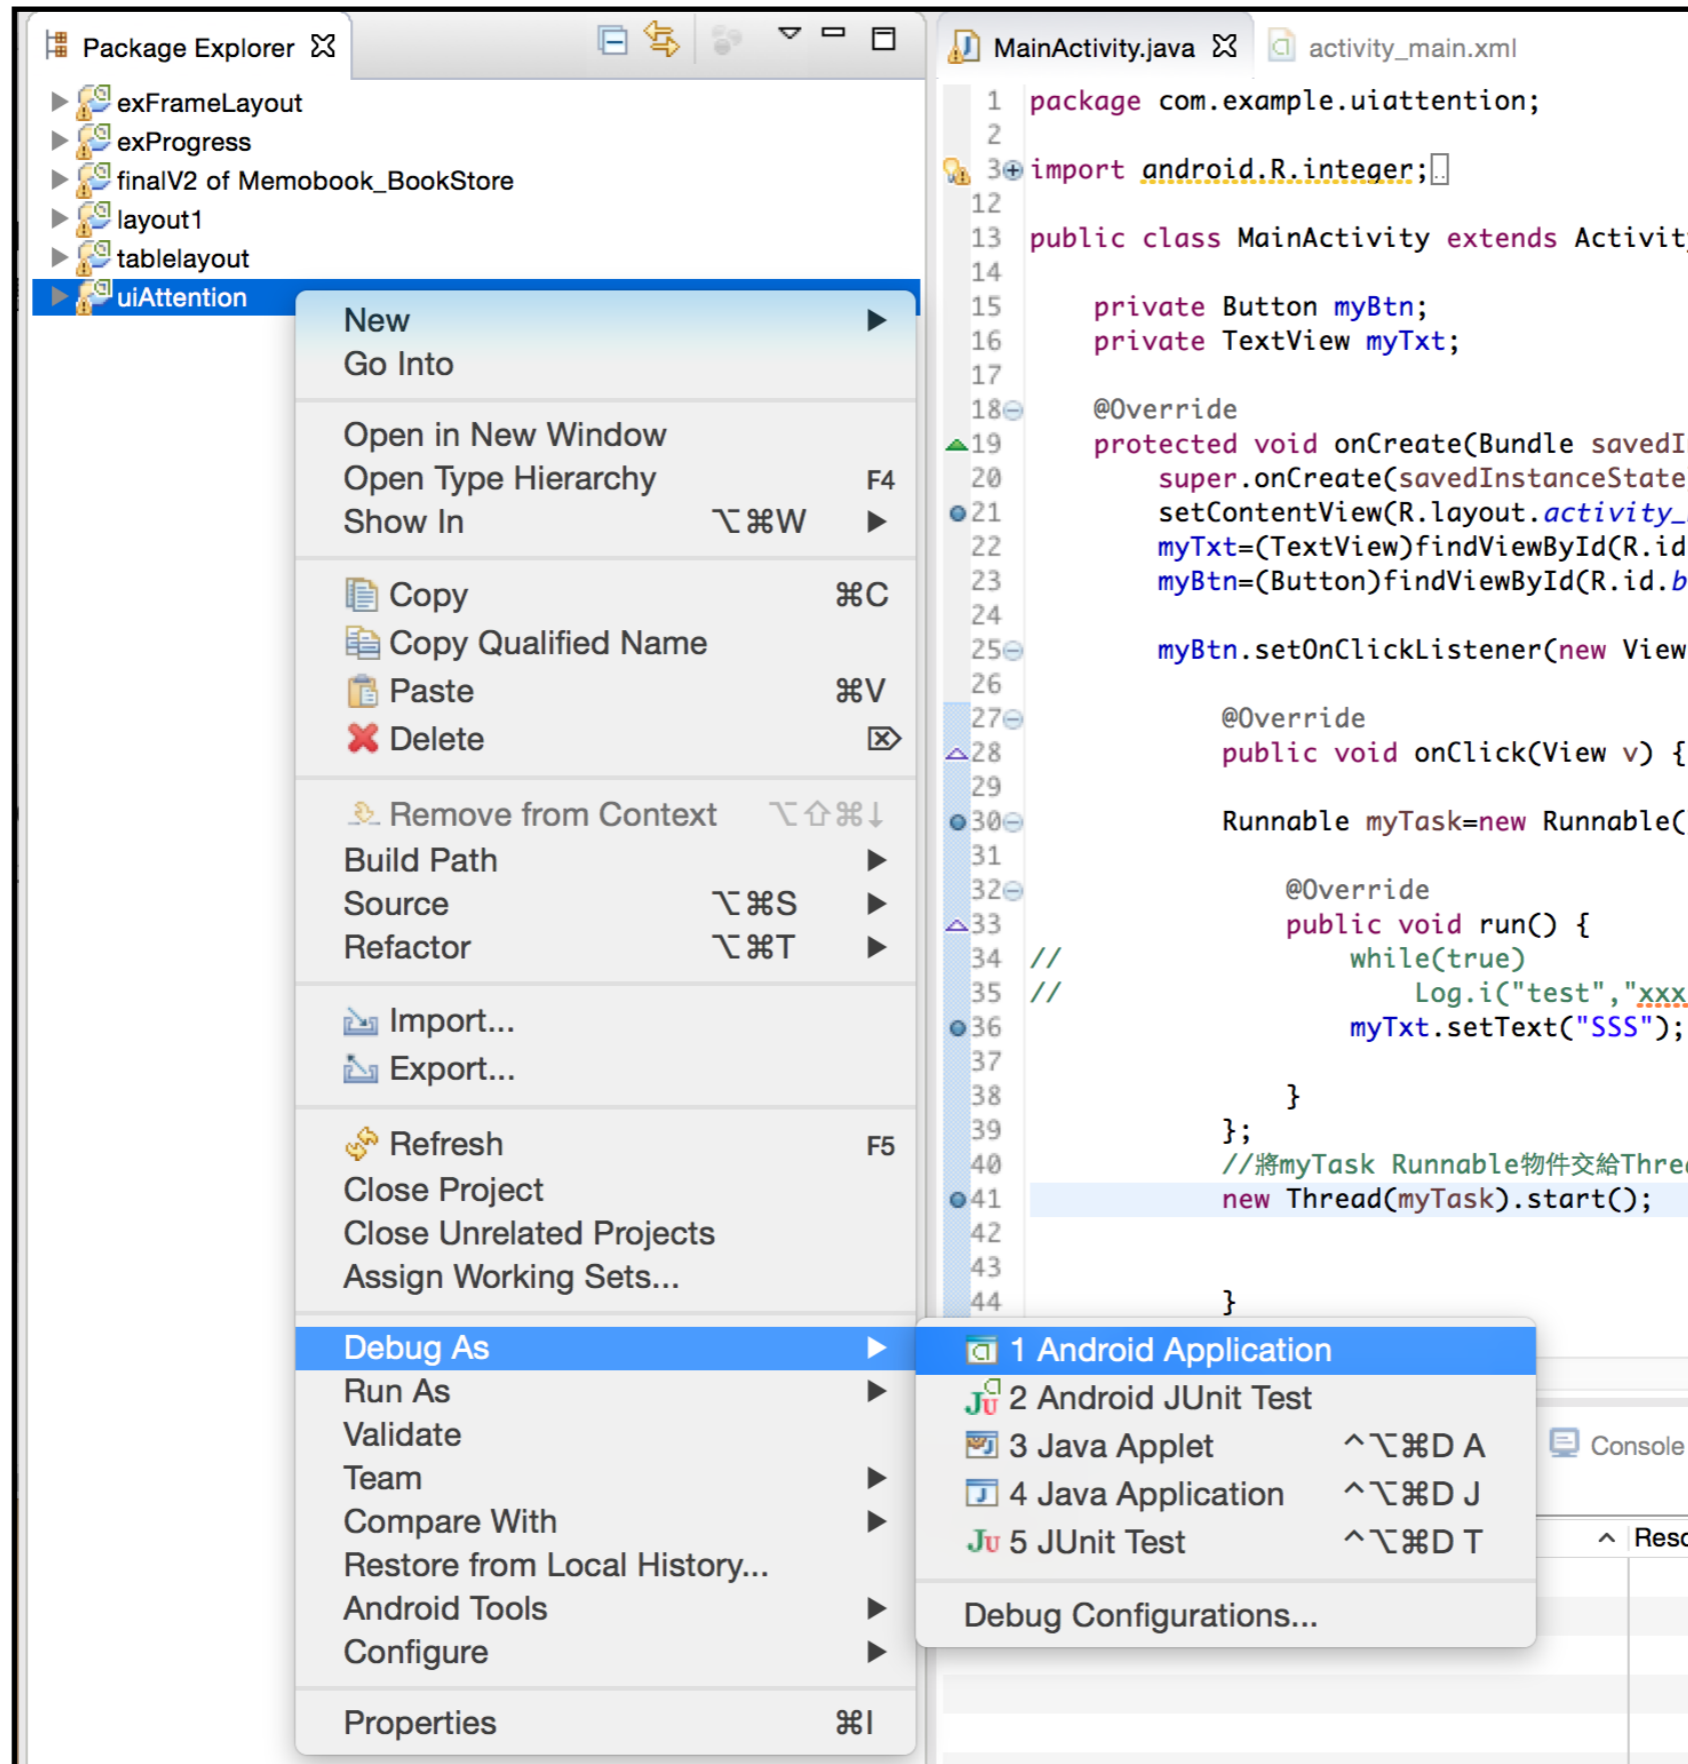 Package Explorer
exFrameLayout
exProgress
finalV2 of Memobook_BookStore
layout1
tablelayout
uiAttention
New
Go Into
Open in New Window
Open Type Hierarchy F4
Show In ⌥⌘W
Copy ⌘C
Copy Qualified Name
Paste ⌘V
Delete ⌦
Remove from Context ⌥⇧⌘↓
Build Path
Source ⌥⌘S
Refactor ⌥⌘T
Import...
Export...
Refresh F5
Close Project
Close Unrelated Projects
Assign Working Sets...
Debug As
Run As
Validate
Team
Compare With
Restore from Local History...
Android Tools
Configure
Properties ⌘I
1 Android Application
2 Android JUnit Test
3 Java Applet ^⌥⌘D A
4 Java Application ^⌥⌘D J
5 JUnit Test ^⌥⌘D T
Debug Configurations...
MainActivity.java activity_main.xml
1 package com.example.uiattention;
2
3 import android.R.integer;
12
13 public class MainActivity extends Activit
14
15 private Button myBtn;
16 private TextView myTxt;
17
18 @Override
19 protected void onCreate(Bundle savedI
20 super.onCreate(savedInstanceState
21 setContentView(R.layout.activity_
22 myTxt=(TextView)findViewById(R.id
23 myBtn=(Button)findViewById(R.id.b
24
25 myBtn.setOnClickListener(new View
26
27 @Override
28 public void onClick(View v) {
29
30 Runnable myTask=new Runnable(
31
32 @Override
33 public void run() {
34 // while(true)
35 // Log.i("test","xxx
36 myTxt.setText("SSS");
37
38 }
39 };
40 //將myTask Runnable物件交給Threa
41 new Thread(myTask).start();
42
43
44 }
Console
Reso